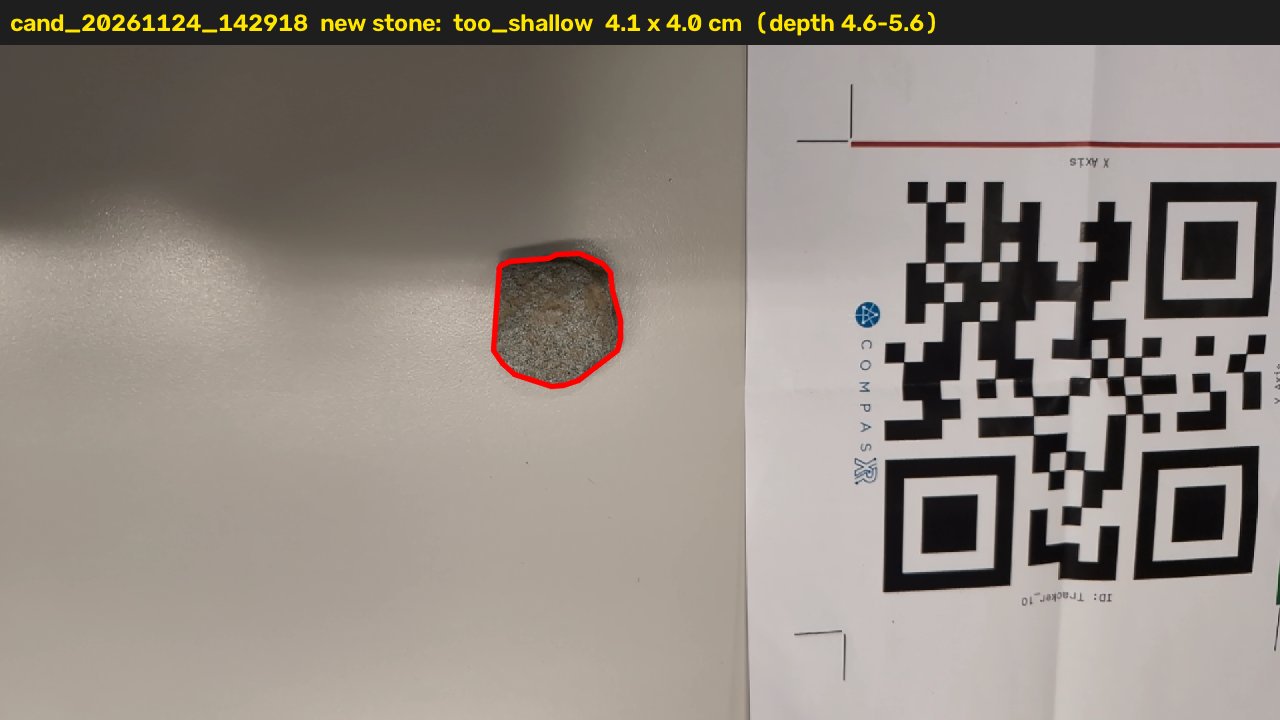 cand_20261124_142918 new stone: too_shallow 4.1 x 4.0 cm (depth 4.6-5.6)
X Axis
COMPAS XR
Y Axis
ID: Tracker_10